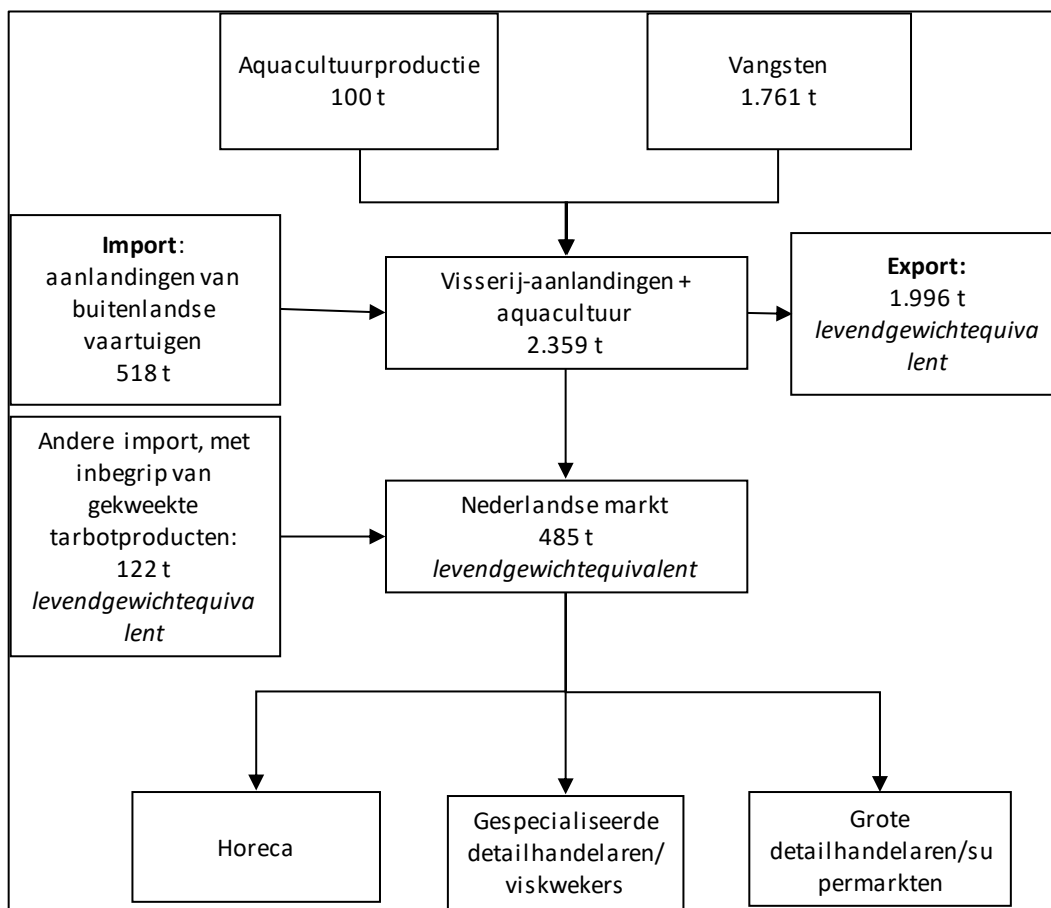 Aquacultuurproductie
100 t
Vangsten
1.761 t
Import:
aanlandingen van
buitenlandse
vaartuigen
518 t
Visserij-aanlandingen +
aquacultuur
2.359 t
Export:
1.996 t
levendgewichtequiva
lent
Andere import, met
inbegrip van
gekweekte
tarbotproducten:
122 t
levendgewichtequiva
lent
Nederlandse markt
485 t
levendgewichtequivalent
Horeca
Gespecialiseerde
detailhandelaren/
viskwekers
Grote
detailhandelaren/su
permarkten